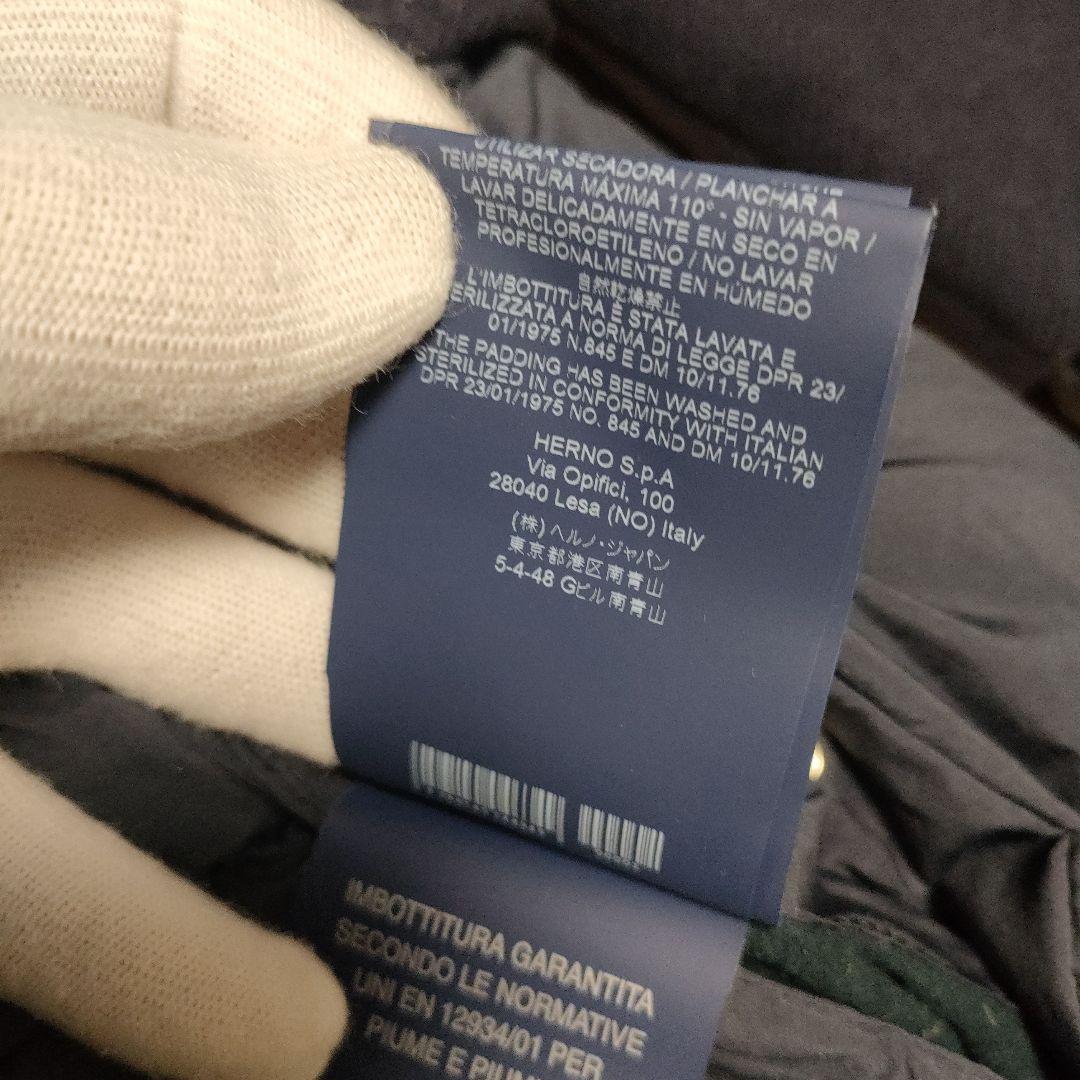 UTILIZAR SECADORA / PLANCHAR A
TEMPERATURA MÁXIMA 110° - SIN VAPOR /
LAVAR DELICADAMENTE EN SECO EN
TETRACLOROETILENO / NO LAVAR
PROFESIONALMENTE EN HÚMEDO
自然乾燥禁止
L'IMBOTTITURA È STATA LAVATA E
ERILIZZATA A NORMA DI LEGGE DPR 23/
01/1975 N.845 E DM 10/11.76
THE PADDING HAS BEEN WASHED AND
STERILIZED IN CONFORMITY WITH ITALIAN
DPR 23/01/1975 NO. 845 AND DM 10/11.76
HERNO S.p.A
Via Opifici, 100
28040 Lesa (NO) Italy
(株)ヘルノ・ジャパン
東京都港区南青山
5-4-48 Gビル南青山
IMBOTTITURA GARANTITA
SECONDO LE NORMATIVE
UNI EN 12934/01 PER
PIUME E PIUM